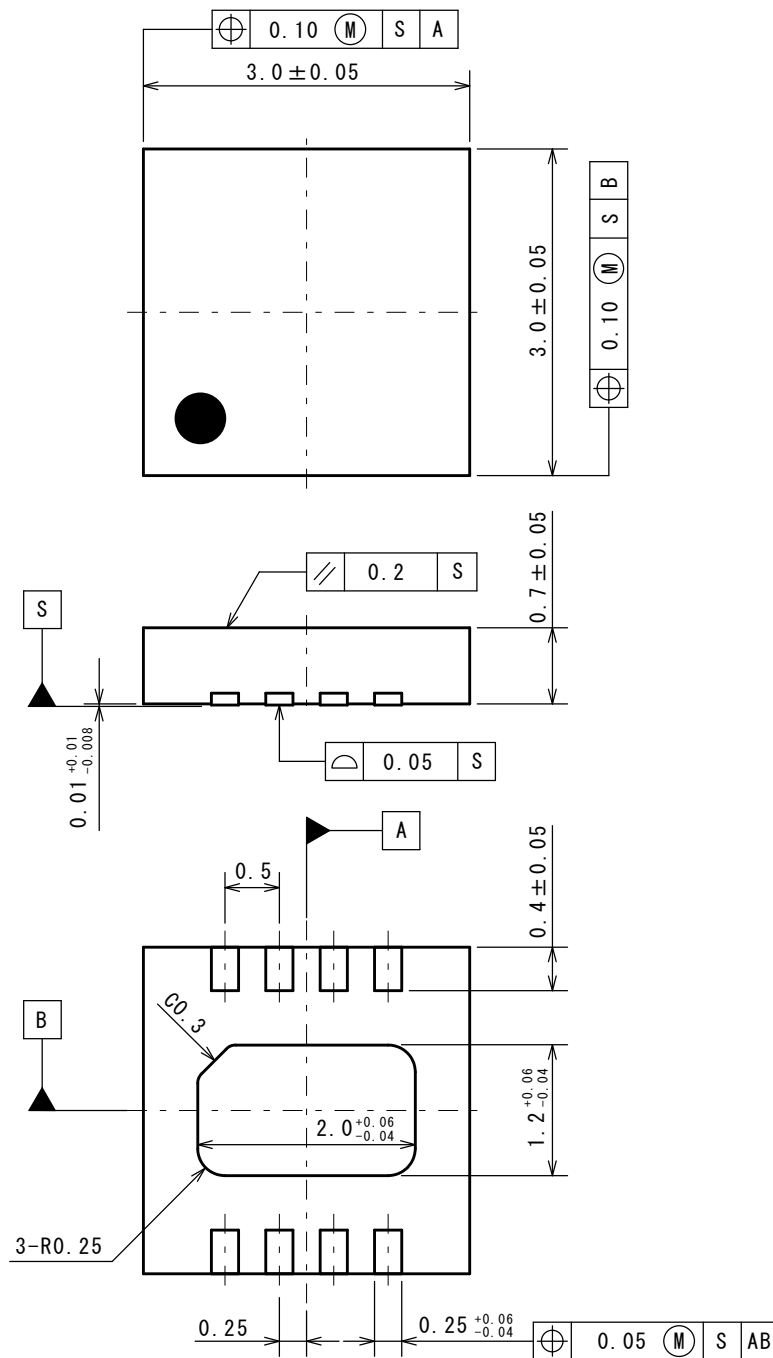 ⌖ 0.10 Ⓜ S A
3.0±0.05
3.0±0.05
⌖ 0.10 Ⓜ S B
0.7±0.05
⫽ 0.2 S
S
0.01 +0.01 -0.008
⌓ 0.05 S
A
0.5
0.4±0.05
C0.3
B
2.0 +0.06 -0.04
1.2 +0.06 -0.04
3-R0.25
0.25
0.25 +0.06 -0.04
⌖ 0.05 Ⓜ S AB